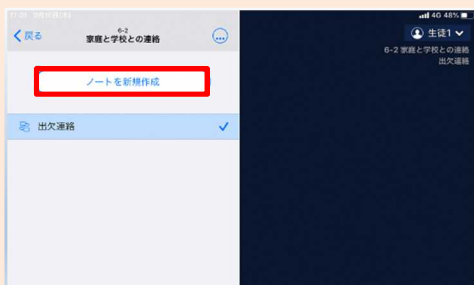 4G 48%
戻る
6-2
家庭と学校との連絡
生徒1
6-2 家庭と学校との連絡
出欠連絡
ノートを新規作成
出欠連絡